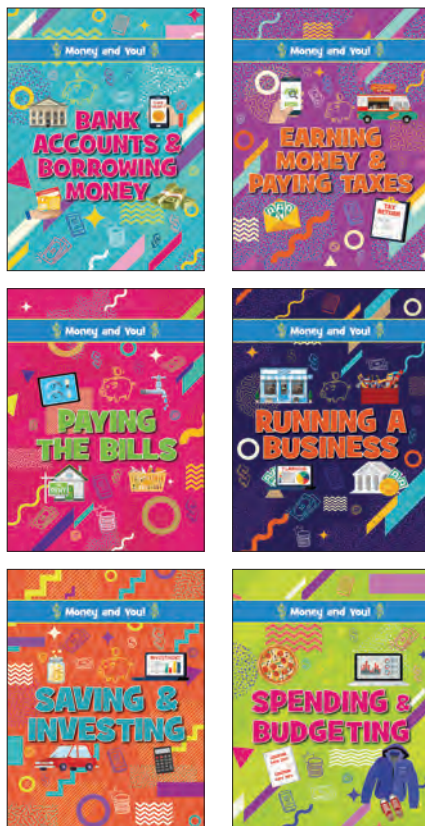 Money and You!
BANK
ACCOUNTS &
BORROWING
MONEY
Money and You!
EARNING
MONEY &
PAYING TAXES
TAX
RETURN
Money and You!
PAYING
THE BILLS
Money and You!
RUNNING A
BUSINESS
Money and You!
SAVING &
INVESTING
Money and You!
SPENDING &
BUDGETING